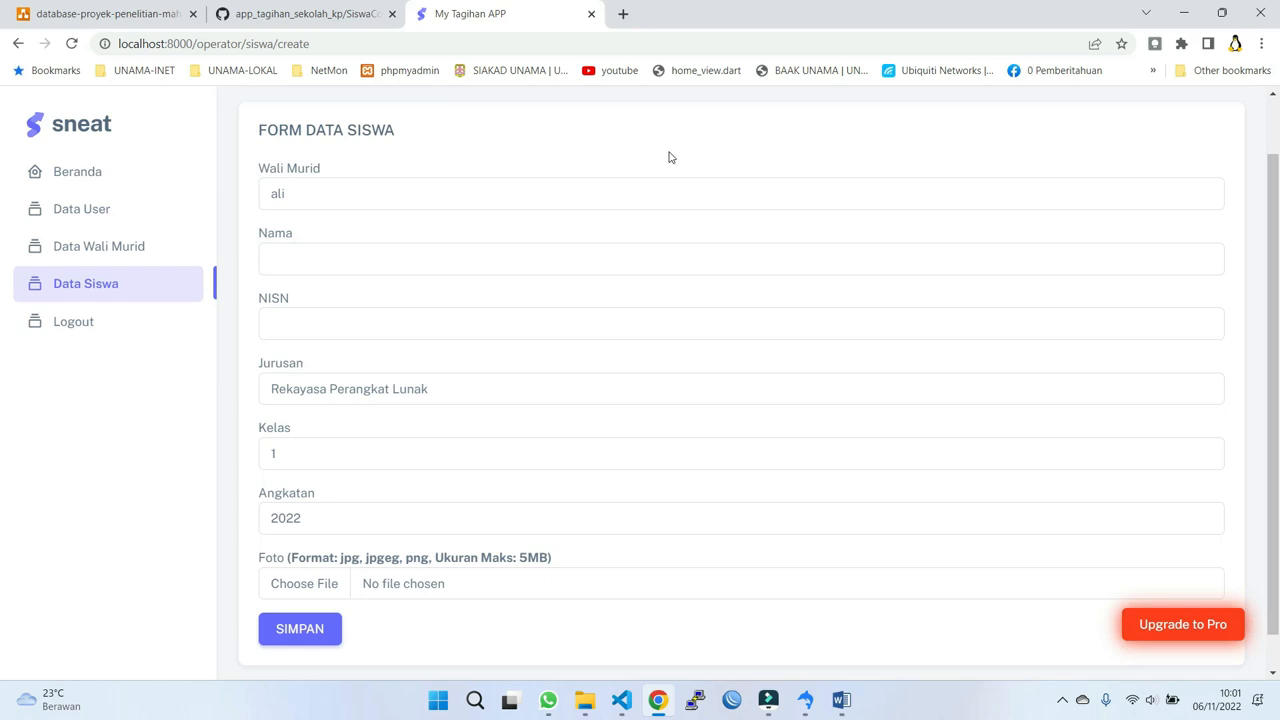 database-proyek-penelitian-mah
app_tagihan_sekolah_kp/SiswaCo
My Tagihan APP
localhost:8000/operator/siswa/create
Bookmarks
UNAMA-INET
UNAMA-LOKAL
NetMon
phpmyadmin
SIAKAD UNAMA | U...
youtube
home_view.dart
BAAK UNAMA | UN...
Ubiquiti Networks |...
0 Pemberitahuan
»
Other bookmarks
sneat
Beranda
Data User
Data Wali Murid
Data Siswa
Logout
FORM DATA SISWA
Wali Murid
ali
Nama
NISN
Jurusan
Rekayasa Perangkat Lunak
Kelas
1
Angkatan
2022
Foto (Format: jpg, jpgeg, png, Ukuran Maks: 5MB)
Choose File No file chosen
SIMPAN
Upgrade to Pro
23°C
Berawan
10:01
06/11/2022